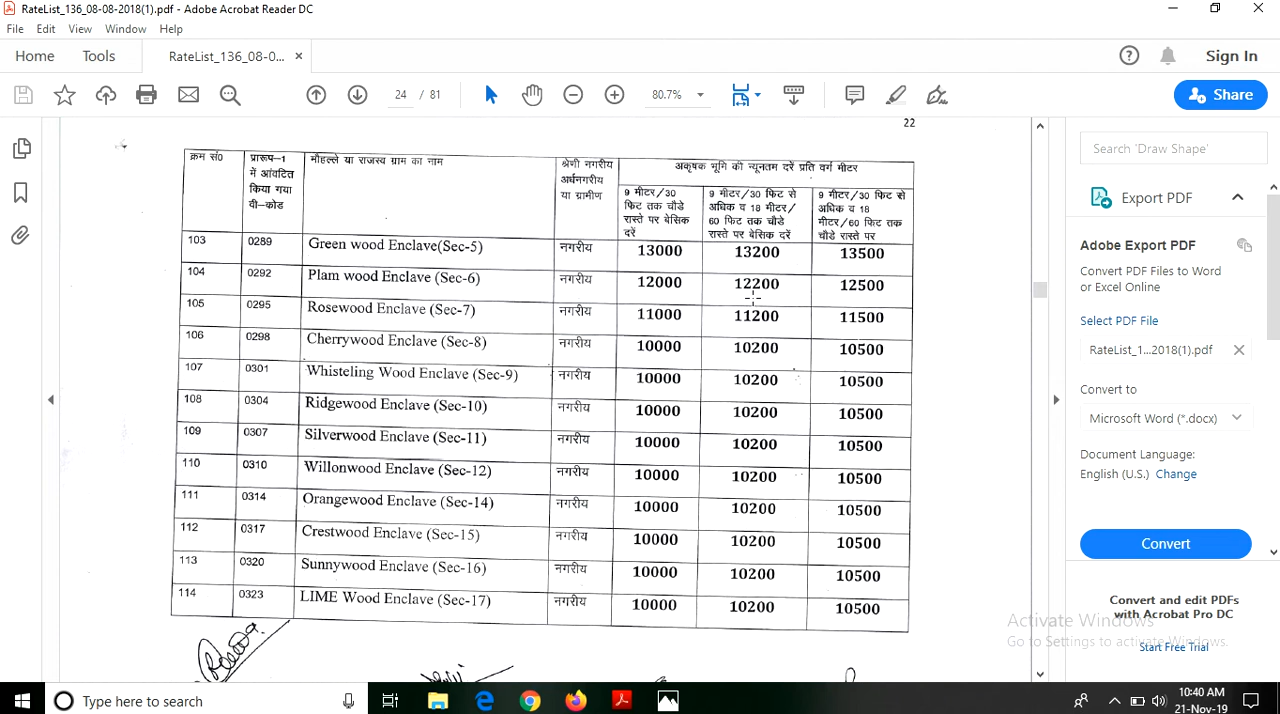 RateList_136_08-08-2018(1).pdf - Adobe Acrobat Reader DC
File Edit View Window Help
Home Tools RateList_136_08-0... × Sign In
24 / 81 80.7% Share
22
क्रम सं0 प्रारूप-1 में आंवटित किया गया वी-कोड मौहल्ले या राजस्व ग्राम का नाम श्रेणी नगरीय अर्धनगरीय या ग्रामीण अकृषक भूमि की न्यूनतम दरें प्रति वर्ग मीटर
9 मीटर/30 फिट तक चौडे रास्ते पर बेसिक दरें 9 मीटर/30 फिट से अधिक व 18 मीटर/60 फिट तक चौडे रास्ते पर बेसिक दरें 9 मीटर/30 फिट से अधिक व 18 मीटर/60 फिट तक चौडे रास्ते पर
103 0289 Green wood Enclave(Sec-5) नगरीय 13000 13200 13500
104 0292 Plam wood Enclave (Sec-6) नगरीय 12000 12200 12500
105 0295 Rosewood Enclave (Sec-7) नगरीय 11000 11200 11500
106 0298 Cherrywood Enclave (Sec-8) नगरीय 10000 10200 10500
107 0301 Whisteling Wood Enclave (Sec-9) नगरीय 10000 10200 10500
108 0304 Ridgewood Enclave (Sec-10) नगरीय 10000 10200 10500
109 0307 Silverwood Enclave (Sec-11) नगरीय 10000 10200 10500
110 0310 Willonwood Enclave (Sec-12) नगरीय 10000 10200 10500
111 0314 Orangewood Enclave (Sec-14) नगरीय 10000 10200 10500
112 0317 Crestwood Enclave (Sec-15) नगरीय 10000 10200 10500
113 0320 Sunnywood Enclave (Sec-16) नगरीय 10000 10200 10500
114 0323 LIME Wood Enclave (Sec-17) नगरीय 10000 10200 10500
Search 'Draw Shape'
Export PDF
Adobe Export PDF
Convert PDF Files to Word
or Excel Online
Select PDF File
RateList_1...2018(1).pdf ×
Convert to
Microsoft Word (*.docx)
Document Language:
English (U.S.) Change
Convert
Convert and edit PDFs
with Acrobat Pro DC
Start Free Trial
Activate Windows
Go to Settings to activate Windows.
Type here to search
10:40 AM
21-Nov-19